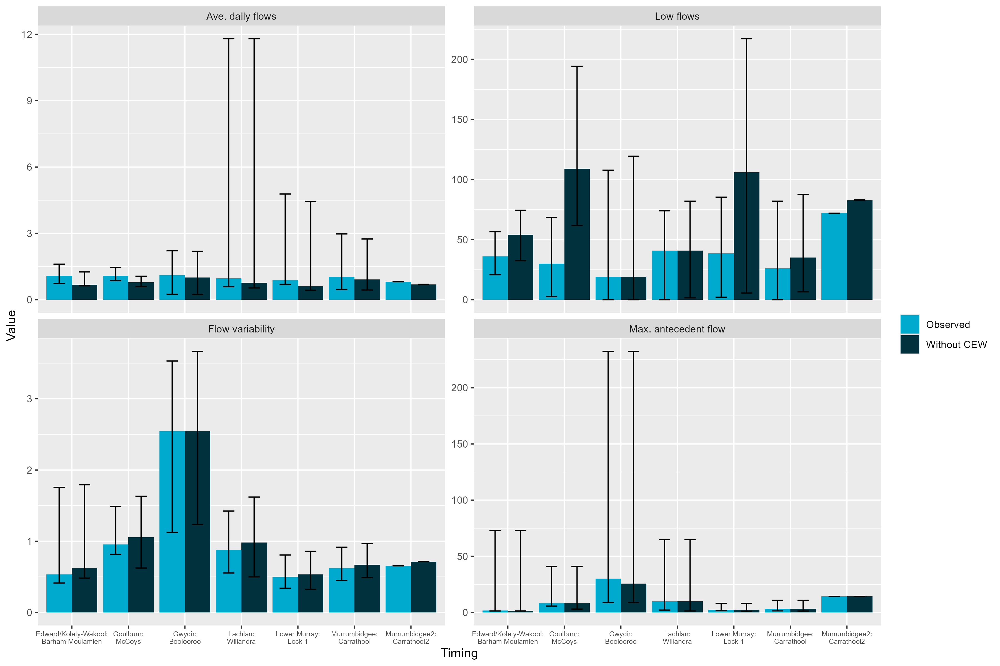 Ave. daily flows
Low flows
12
9
6
3
0
200
150
100
50
0
Value
Flow variability
Max. antecedent flow
3
2
1
0
200
150
100
50
0
Observed
Without CEW
Edward/Kolety-Wakool:
Barham Moulamien
Goulburn:
McCoys
Gwydir:
Boolooroo
Lachlan:
Willandra
Lower Murray:
Lock 1
Murrumbidgee:
Carrathool
Murrumbidgee2:
Carrathool2
Edward/Kolety-Wakool:
Barham Moulamien
Goulburn:
McCoys
Gwydir:
Boolooroo
Lachlan:
Willandra
Lower Murray:
Lock 1
Murrumbidgee:
Carrathool
Murrumbidgee2:
Carrathool2
Timing